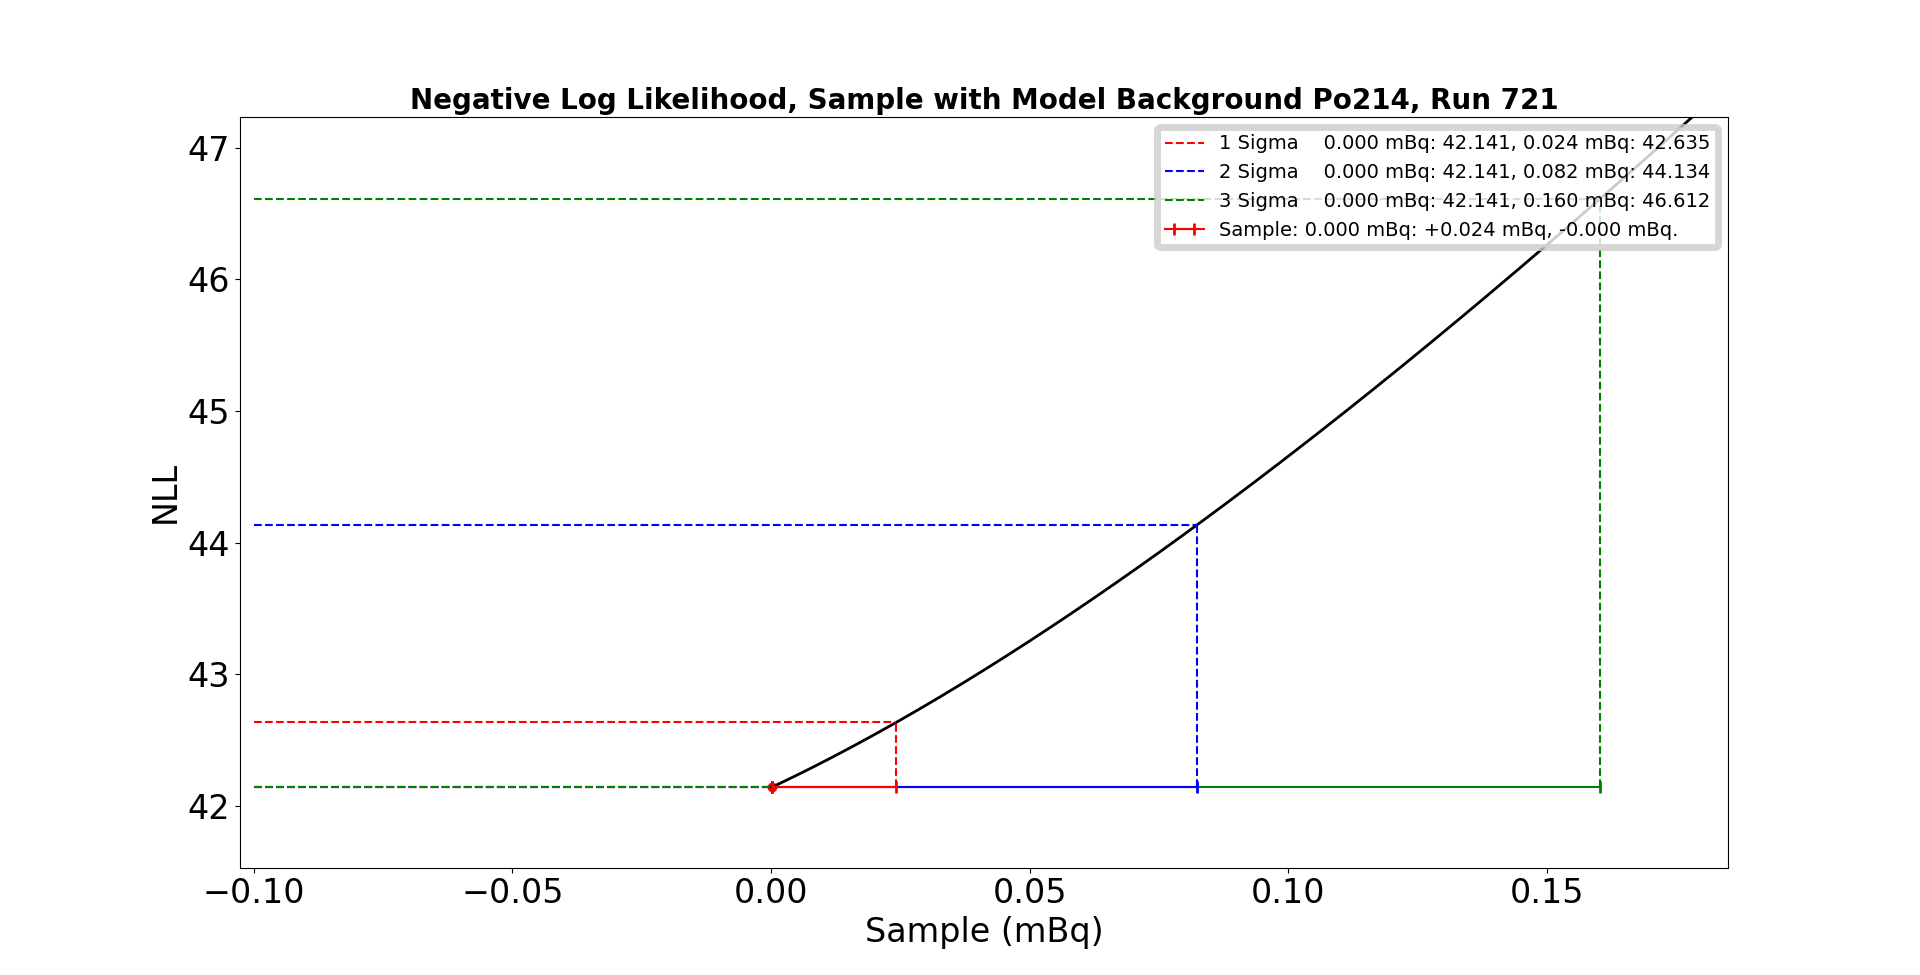 Negative Log Likelihood, Sample with Model Background Po214, Run 721
1 Sigma    0.000 mBq: 42.141, 0.024 mBq: 42.635
2 Sigma    0.000 mBq: 42.141, 0.082 mBq: 44.134
3 Sigma    0.000 mBq: 42.141, 0.160 mBq: 46.612
Sample: 0.000 mBq: +0.024 mBq, -0.000 mBq.
47
46
45
44
43
42
NLL
−0.10
−0.05
0.00
0.05
0.10
0.15
Sample (mBq)